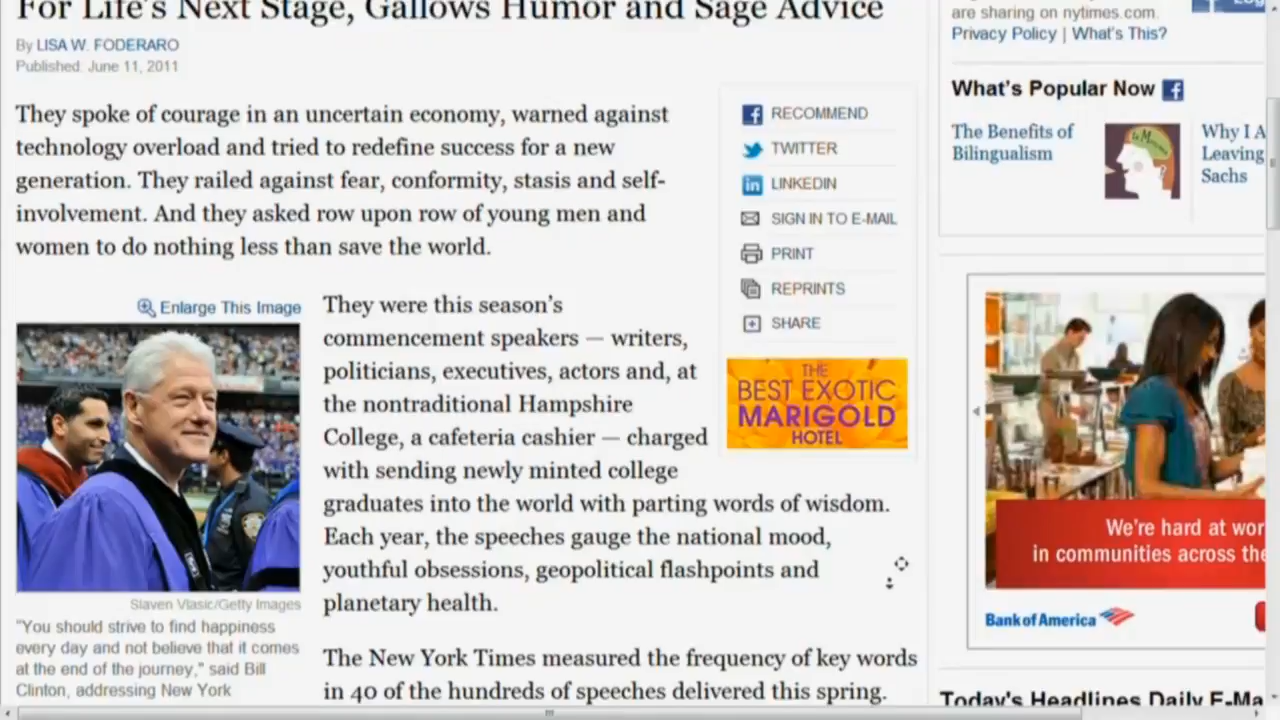 For Life's Next Stage, Gallows Humor and Sage Advice
By LISA W. FODERARO
Published: June 11, 2011
They spoke of courage in an uncertain economy, warned against
technology overload and tried to redefine success for a new
generation. They railed against fear, conformity, stasis and self-
involvement. And they asked row upon row of young men and
women to do nothing less than save the world.
Enlarge This Image
Slaven Vlasic/Getty Images
"You should strive to find happiness
every day and not believe that it comes
at the end of the journey," said Bill
Clinton, addressing New York
They were this season's
commencement speakers — writers,
politicians, executives, actors and, at
the nontraditional Hampshire
College, a cafeteria cashier — charged
with sending newly minted college
graduates into the world with parting words of wisdom.
Each year, the speeches gauge the national mood,
youthful obsessions, geopolitical flashpoints and
planetary health.
The New York Times measured the frequency of key words
in 40 of the hundreds of speeches delivered this spring.
RECOMMEND
TWITTER
LINKEDIN
SIGN IN TO E-MAIL
PRINT
REPRINTS
SHARE
THE
BEST EXOTIC
MARIGOLD
HOTEL
are sharing on nytimes.com.
Privacy Policy | What's This?
What's Popular Now
The Benefits of
Bilingualism
Why I A
Leaving
Sachs
We're hard at wor
in communities across the
Bank of America
Today's Headlines Daily E-Ma